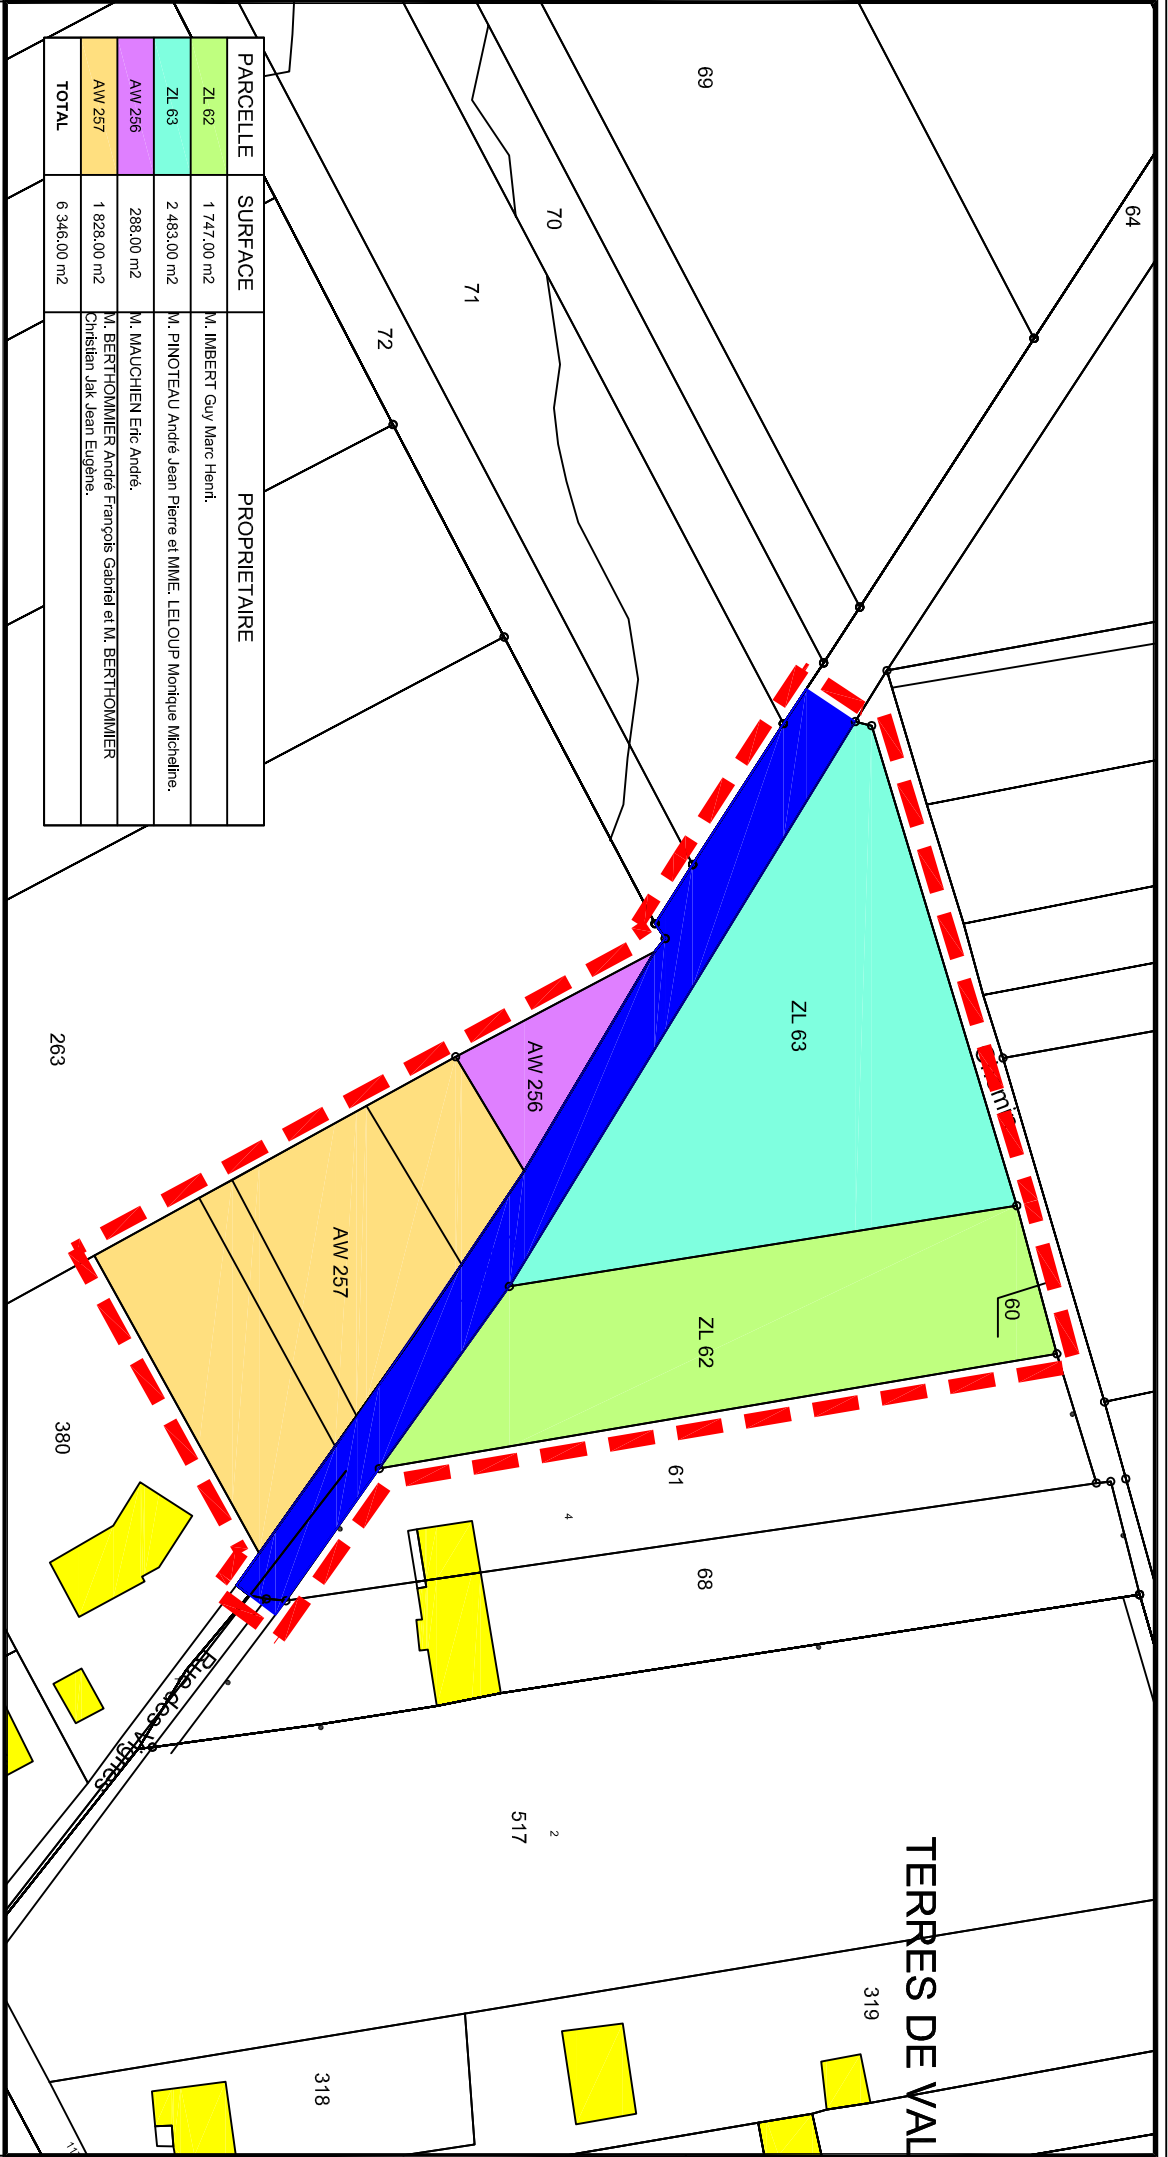 PARCELLE SURFACE PROPRIETAIRE
ZL 62 1 747.00 m2 M. IMBERT Guy Marc Henri.
ZL 63 2 483.00 m2 M. PINOTEAU André Jean Pierre et MME. LELOUP Monique Micheline.
AW 256 288.00 m2 M. MAUCHIEN Eric André.
AW 257 1 828.00 m2 M. BERTHOMMIER André François Gabriel et M. BERTHOMMIER
Christian Jak Jean Eugène.
TOTAL 6 346.00 m2
64
69
70
71
72
Chemin
ZL 63
60
ZL 62
AW 256
AW 257
263
380
61
4
68
Rue des Vignes
517
2
TERRES DE VAL
319
318